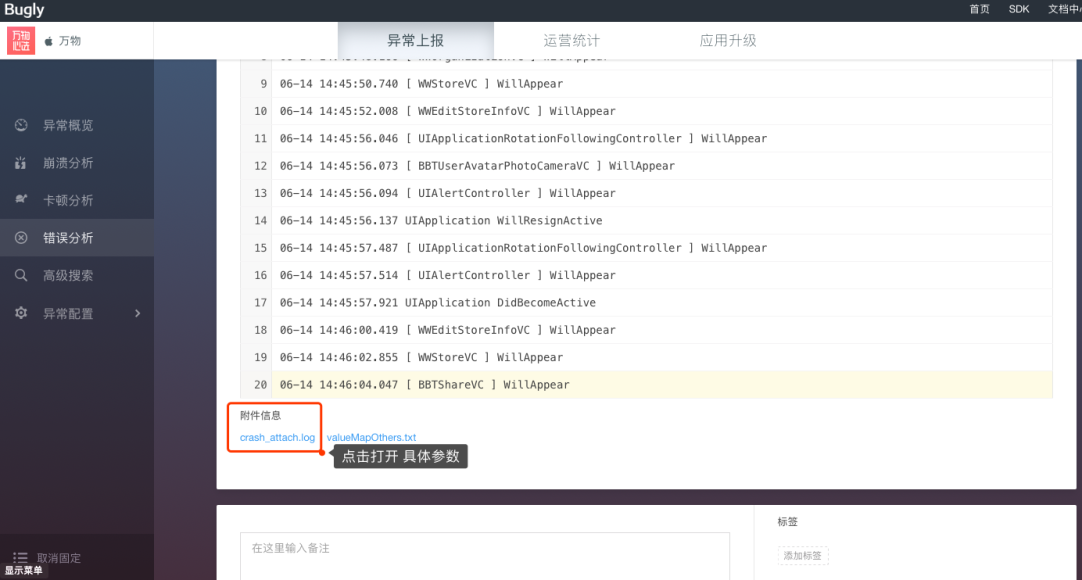 Bugly
首页 SDK 文档中心
万物心选 万物
异常上报 运营统计 应用升级
异常概览
崩溃分析
卡顿分析
错误分析
高级搜索
异常配置
取消固定
显示菜单
9 06-14 14:45:50.740 [ WWStoreVC ] WillAppear
10 06-14 14:45:52.008 [ WWEditStoreInfoVC ] WillAppear
11 06-14 14:45:56.046 [ UIApplicationRotationFollowingController ] WillAppear
12 06-14 14:45:56.073 [ BBTUserAvatarPhotoCameraVC ] WillAppear
13 06-14 14:45:56.094 [ UIAlertController ] WillAppear
14 06-14 14:45:56.137 UIApplication WillResignActive
15 06-14 14:45:57.487 [ UIApplicationRotationFollowingController ] WillAppear
16 06-14 14:45:57.514 [ UIAlertController ] WillAppear
17 06-14 14:45:57.921 UIApplication DidBecomeActive
18 06-14 14:46:00.419 [ WWEditStoreInfoVC ] WillAppear
19 06-14 14:46:02.855 [ WWStoreVC ] WillAppear
20 06-14 14:46:04.047 [ BBTShareVC ] WillAppear
附件信息
crash_attach.log valueMapOthers.txt
点击打开 具体参数
在这里输入备注
标签
添加标签